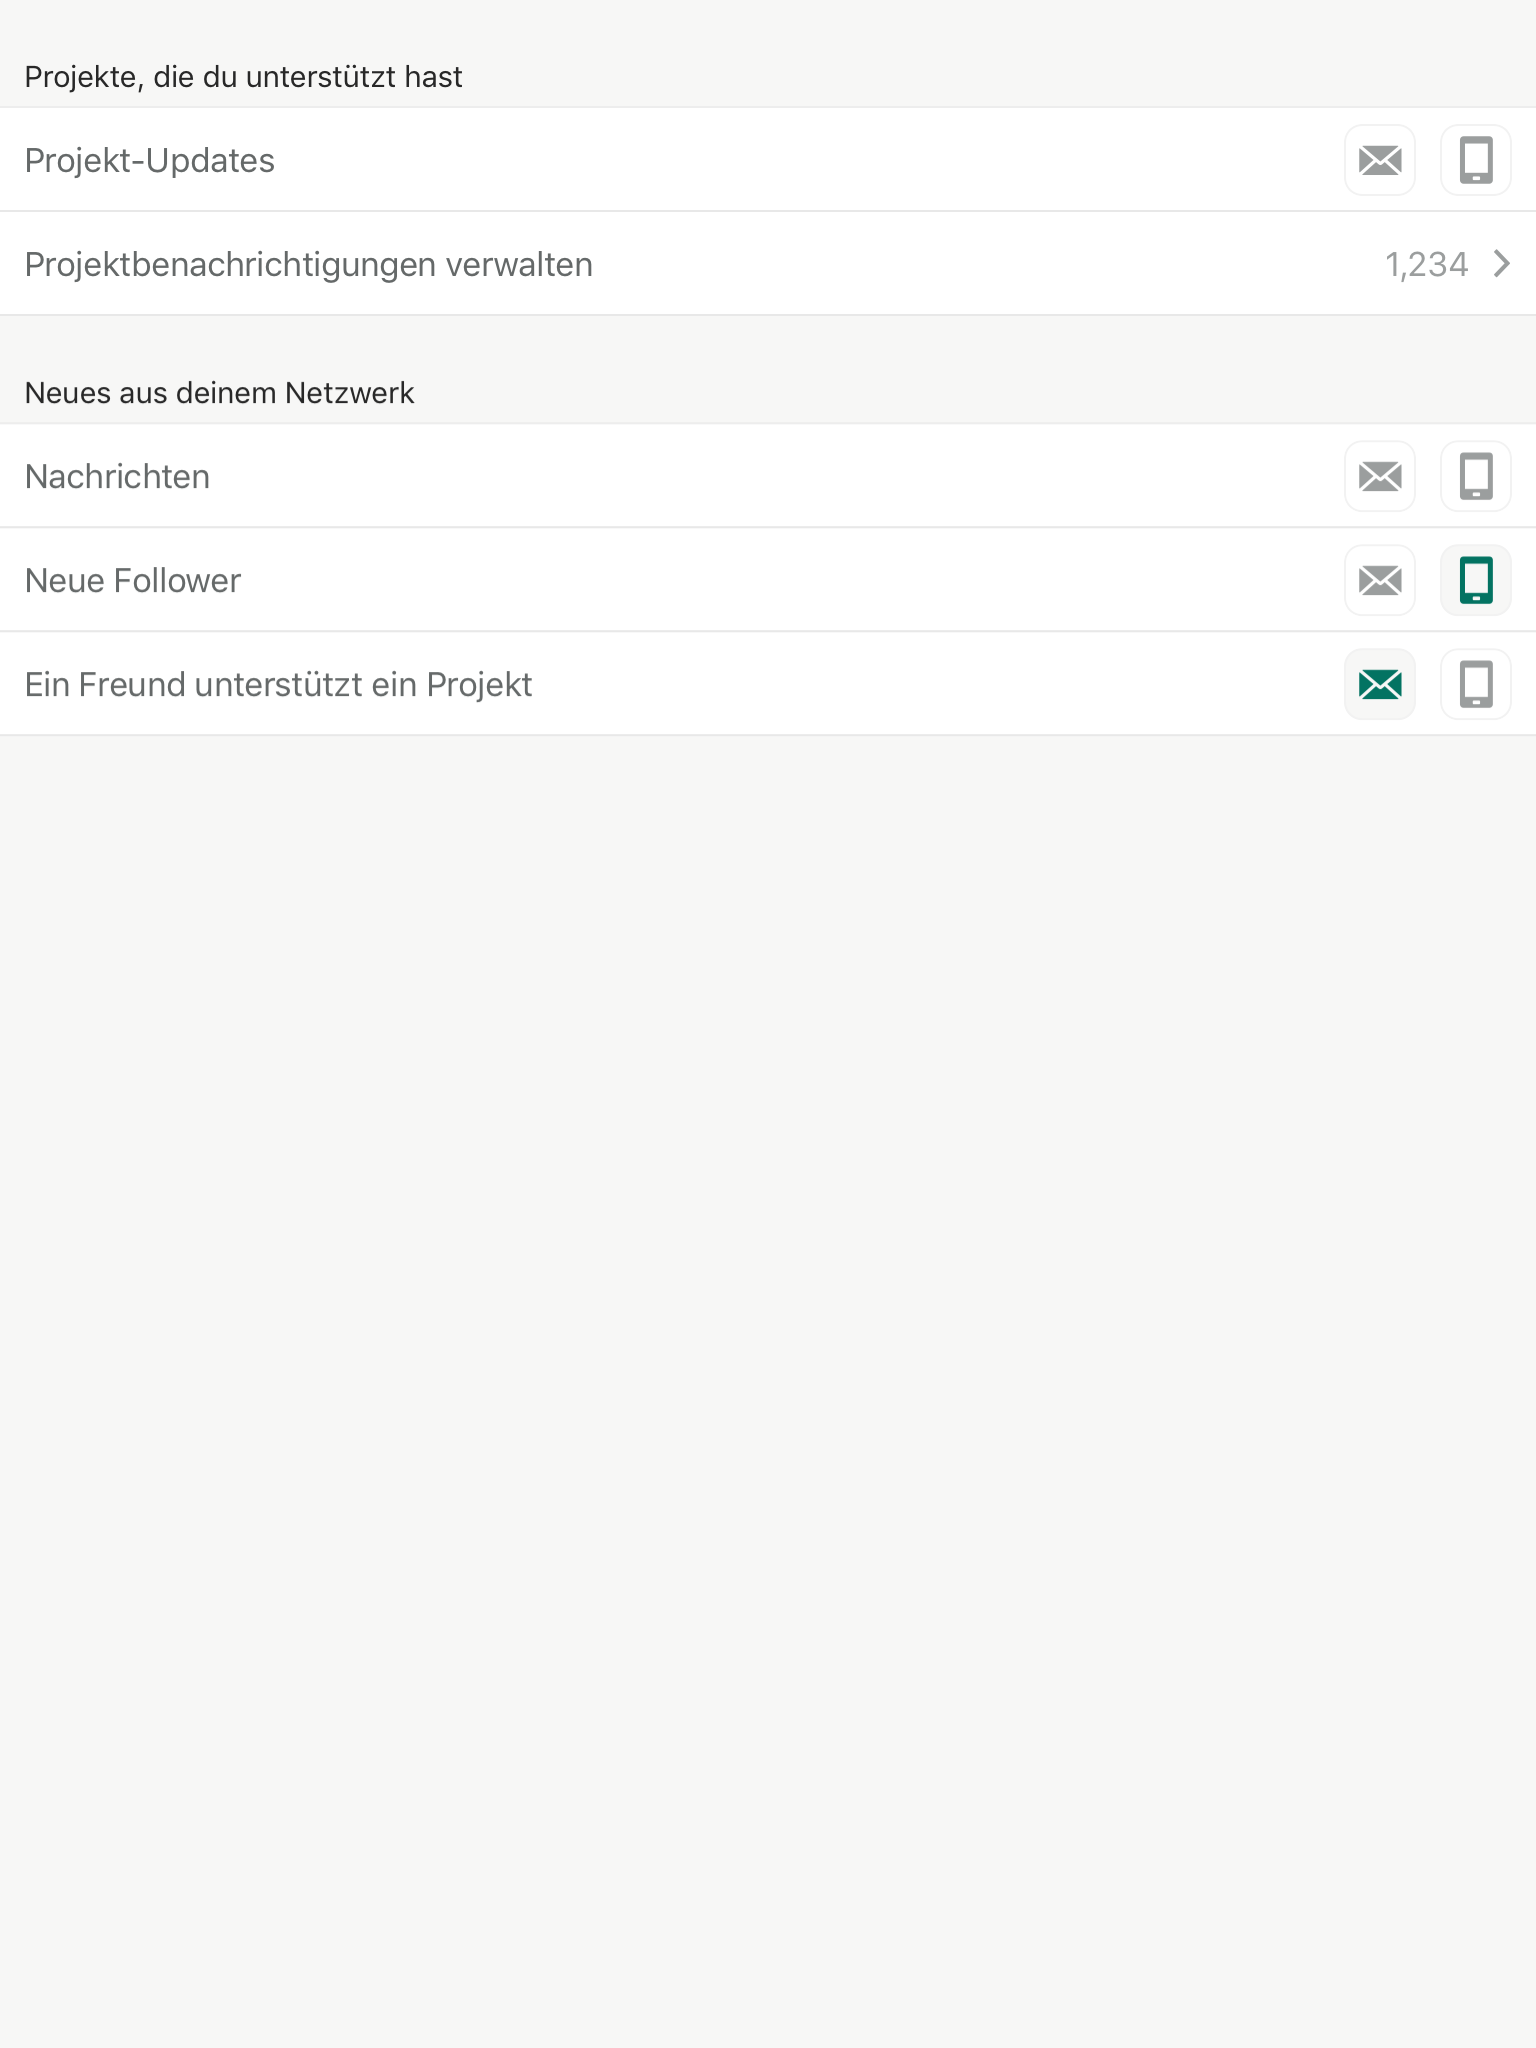 Projekte, die du unterstützt hast
Projekt-Updates
Projektbenachrichtigungen verwalten 1,234
Neues aus deinem Netzwerk
Nachrichten
Neue Follower
Ein Freund unterstützt ein Projekt